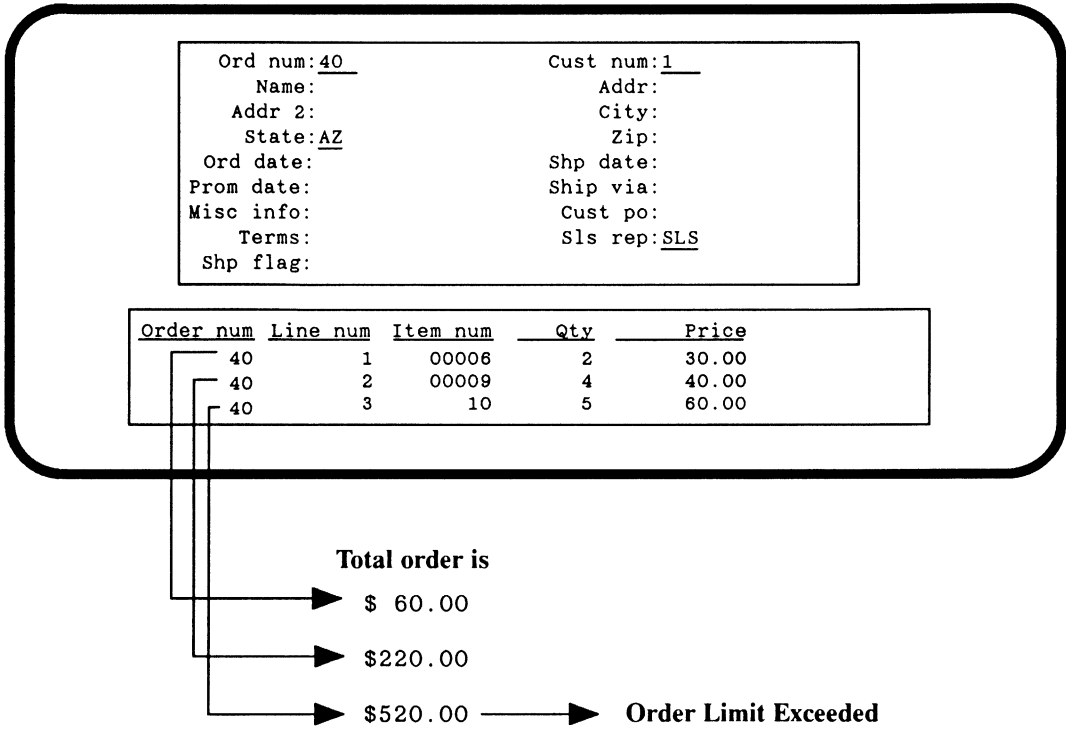 Ord num:40 Cust num:1
Name: Addr:
Addr 2: City:
State:AZ Zip:
Ord date: Shp date:
Prom date: Ship via:
Misc info: Cust po:
Terms: Sls rep:SLS
Shp flag:
Order num Line num Item num Qty Price
40 1 00006 2 30.00
40 2 00009 4 40.00
40 3 10 5 60.00
Total order is
$ 60.00
$220.00
$520.00 Order Limit Exceeded